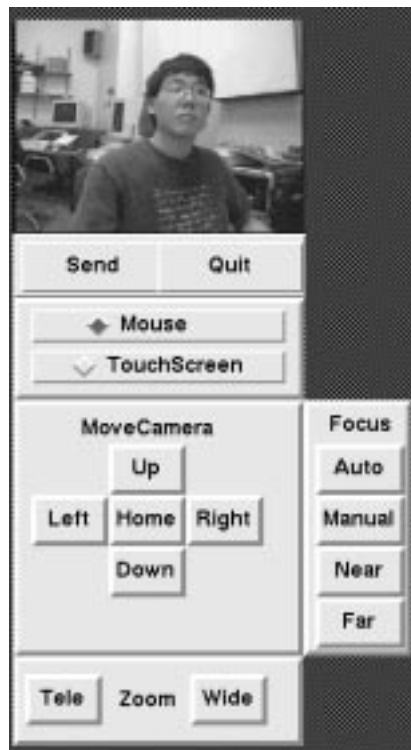 Send Quit
Mouse
TouchScreen
MoveCamera
Up
Left Home Right
Down
Focus
Auto
Manual
Near
Far
Tele Zoom Wide